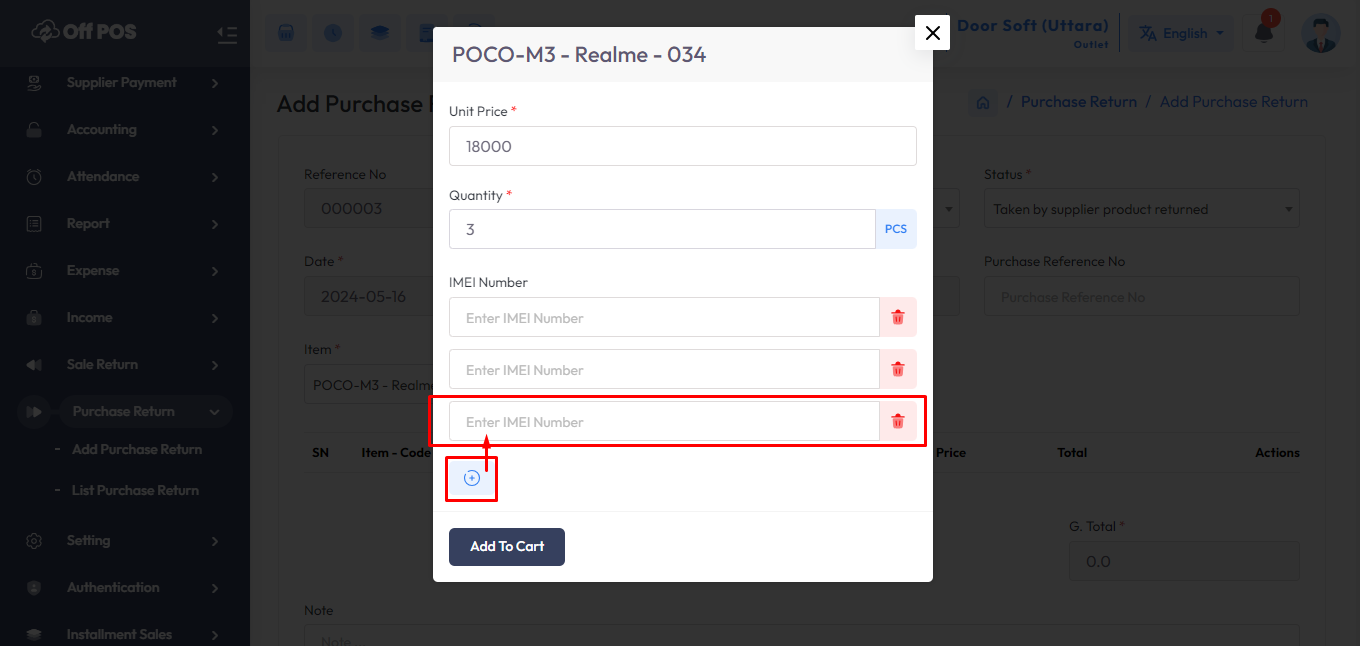 Off POS
Supplier Payment
Accounting
Attendance
Report
Expense
Income
Sale Return
Purchase Return
- Add Purchase Return
- List Purchase Return
Setting
Authentication
Installment Sales
Door Soft (Uttara)
Outlet
English
1
Add Purchase
/ Purchase Return / Add Purchase Return
Reference No
000003
Status *
Taken by supplier product returned
Date *
2024-05-16
Purchase Reference No
Purchase Reference No
Item *
POCO-M3 - Realme
SN
Item - Code
Price
Total
Actions
G. Total *
0.0
Note
Note
POCO-M3 - Realme - 034
Unit Price *
18000
Quantity *
3
PCS
IMEI Number
Enter IMEI Number
Enter IMEI Number
Enter IMEI Number
Add To Cart